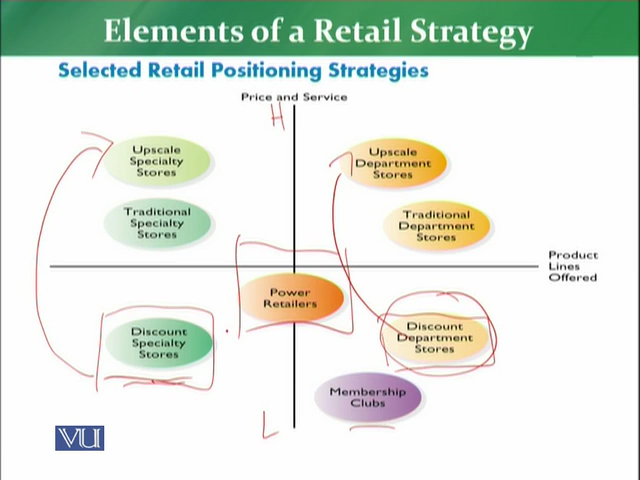 Elements of a Retail Strategy
Selected Retail Positioning Strategies
Price and Service
H
Upscale
Specialty
Stores
Upscale
Department
Stores
Traditional
Specialty
Stores
Traditional
Department
Stores
Product
Lines
Offered
Power
Retailers
Discount
Specialty
Stores
Discount
Department
Stores
Membership
Clubs
L
VU